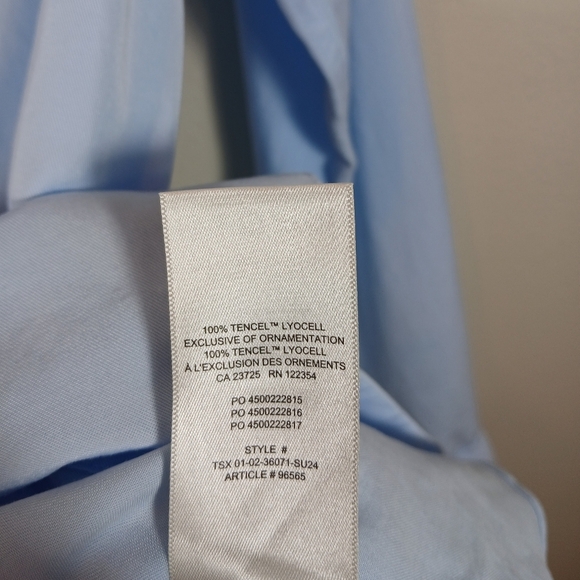 100% TENCEL™ LYOCELL
EXCLUSIVE OF ORNAMENTATION
100% TENCEL™ LYOCELL
À L'EXCLUSION DES ORNEMENTS
CA 23725 RN 122354
PO 4500222815
PO 4500222816
PO 4500222817
STYLE #
TSX 01-02-36071-SU24
ARTICLE # 96565